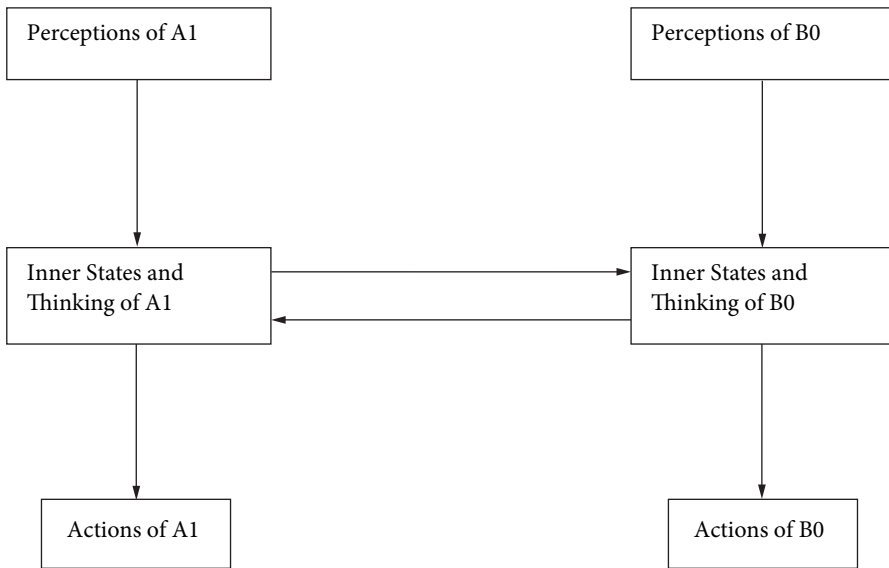 Perceptions of A1
Perceptions of B0
Inner States and
Thinking of A1
Inner States and
Thinking of B0
Actions of A1
Actions of B0